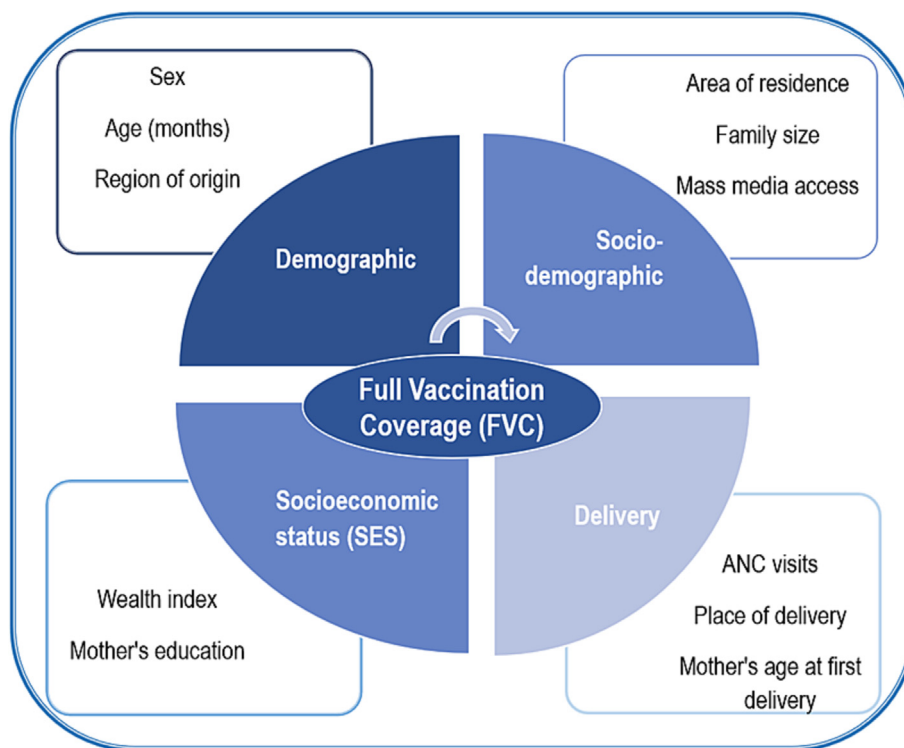 Sex
Age (months)
Region of origin
Area of residence
Family size
Mass media access
Demographic
Socio-
demographic
Full Vaccination
Coverage (FVC)
Socioeconomic
status (SES)
Delivery
Wealth index
Mother's education
ANC visits
Place of delivery
Mother's age at first
delivery